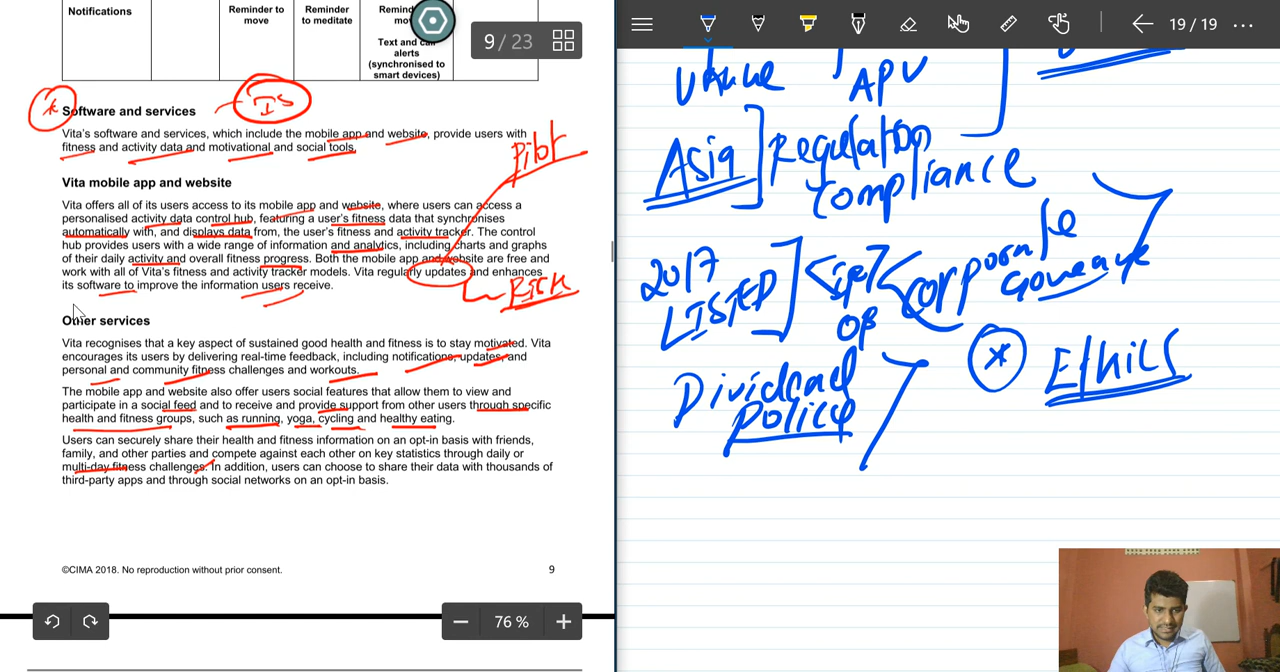 Notifications
Reminder to
move
Reminder
to meditate
Text and
alerts
(synchronised to
smart devices)
9 / 23
Software and services
IS
Vita's software and services, which include the mobile app and website, provide users with
fitness and activity data and motivational and social tools.
Pilot
Vita mobile app and website
Vita offers all of its users access to its mobile app and website, where users can access a
personalised activity data control hub, featuring a user's fitness data that synchronises
automatically with, and displays data from, the user's fitness and activity tracker. The control
hub provides users with a wide range of information and analytics, including charts and graphs
of their daily activity and overall fitness progress. Both the mobile app and website are free and
work with all of Vita's fitness and activity tracker models. Vita regularly updates and enhances
its software to improve the information users receive.
Risk
Other services
Vita recognises that a key aspect of sustained good health and fitness is to stay motivated. Vita
encourages its users by delivering real-time feedback, including notifications, updates, and
personal and community fitness challenges and workouts.
The mobile app and website also offer users social features that allow them to view and
participate in a social feed and to receive and provide support from other users through specific
health and fitness groups, such as running, yoga, cycling and healthy eating.
Users can securely share their health and fitness information on an opt-in basis with friends,
family, and other parties and compete against each other on key statistics through daily or
multi-day fitness challenges. In addition, users can choose to share their data with thousands of
third-party apps and through social networks on an opt-in basis.
©CIMA 2018. No reproduction without prior consent.
9
76 %
19 / 19
APV
Asia
Regulation
Compliance
2017
LISTED
Corporate
Dividend
Policy
Ethics